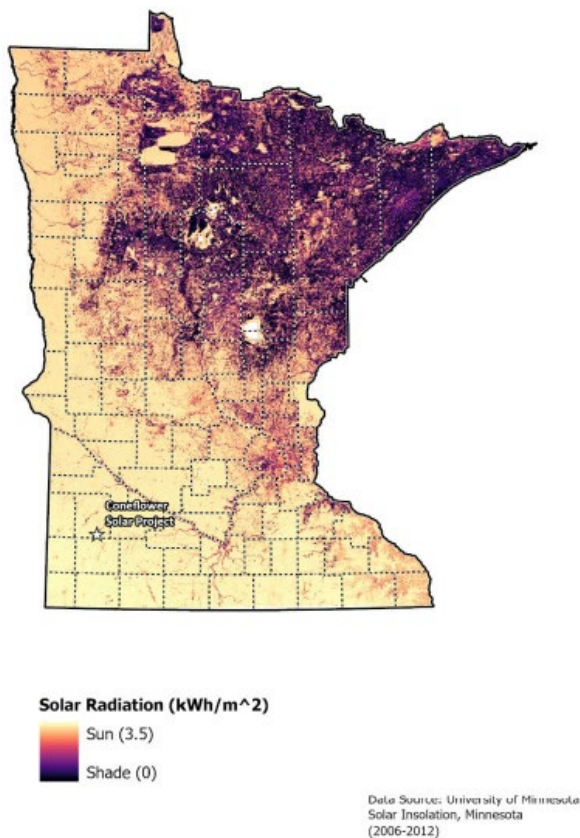 Coneflower
Solar Project
Solar Radiation (kWh/m^2)
Sun (3.5)
Shade (0)
Data Source: University of Minnesota
Solar Insolation, Minnesota
(2006-2012)